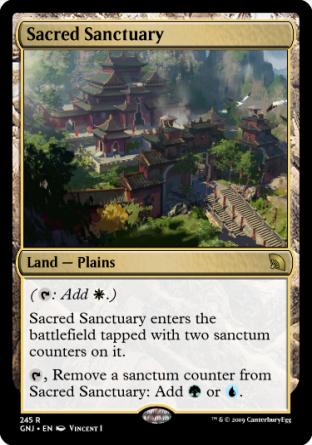 Sacred Sanctuary
Land — Plains
(: Add .)
Sacred Sanctuary enters the
battlefield tapped with two sanctum
counters on it.
, Remove a sanctum counter from
Sacred Sanctuary: Add or .
245 R
GNJ • EN Vincent I
™ & © 2019 CanterburyEgg